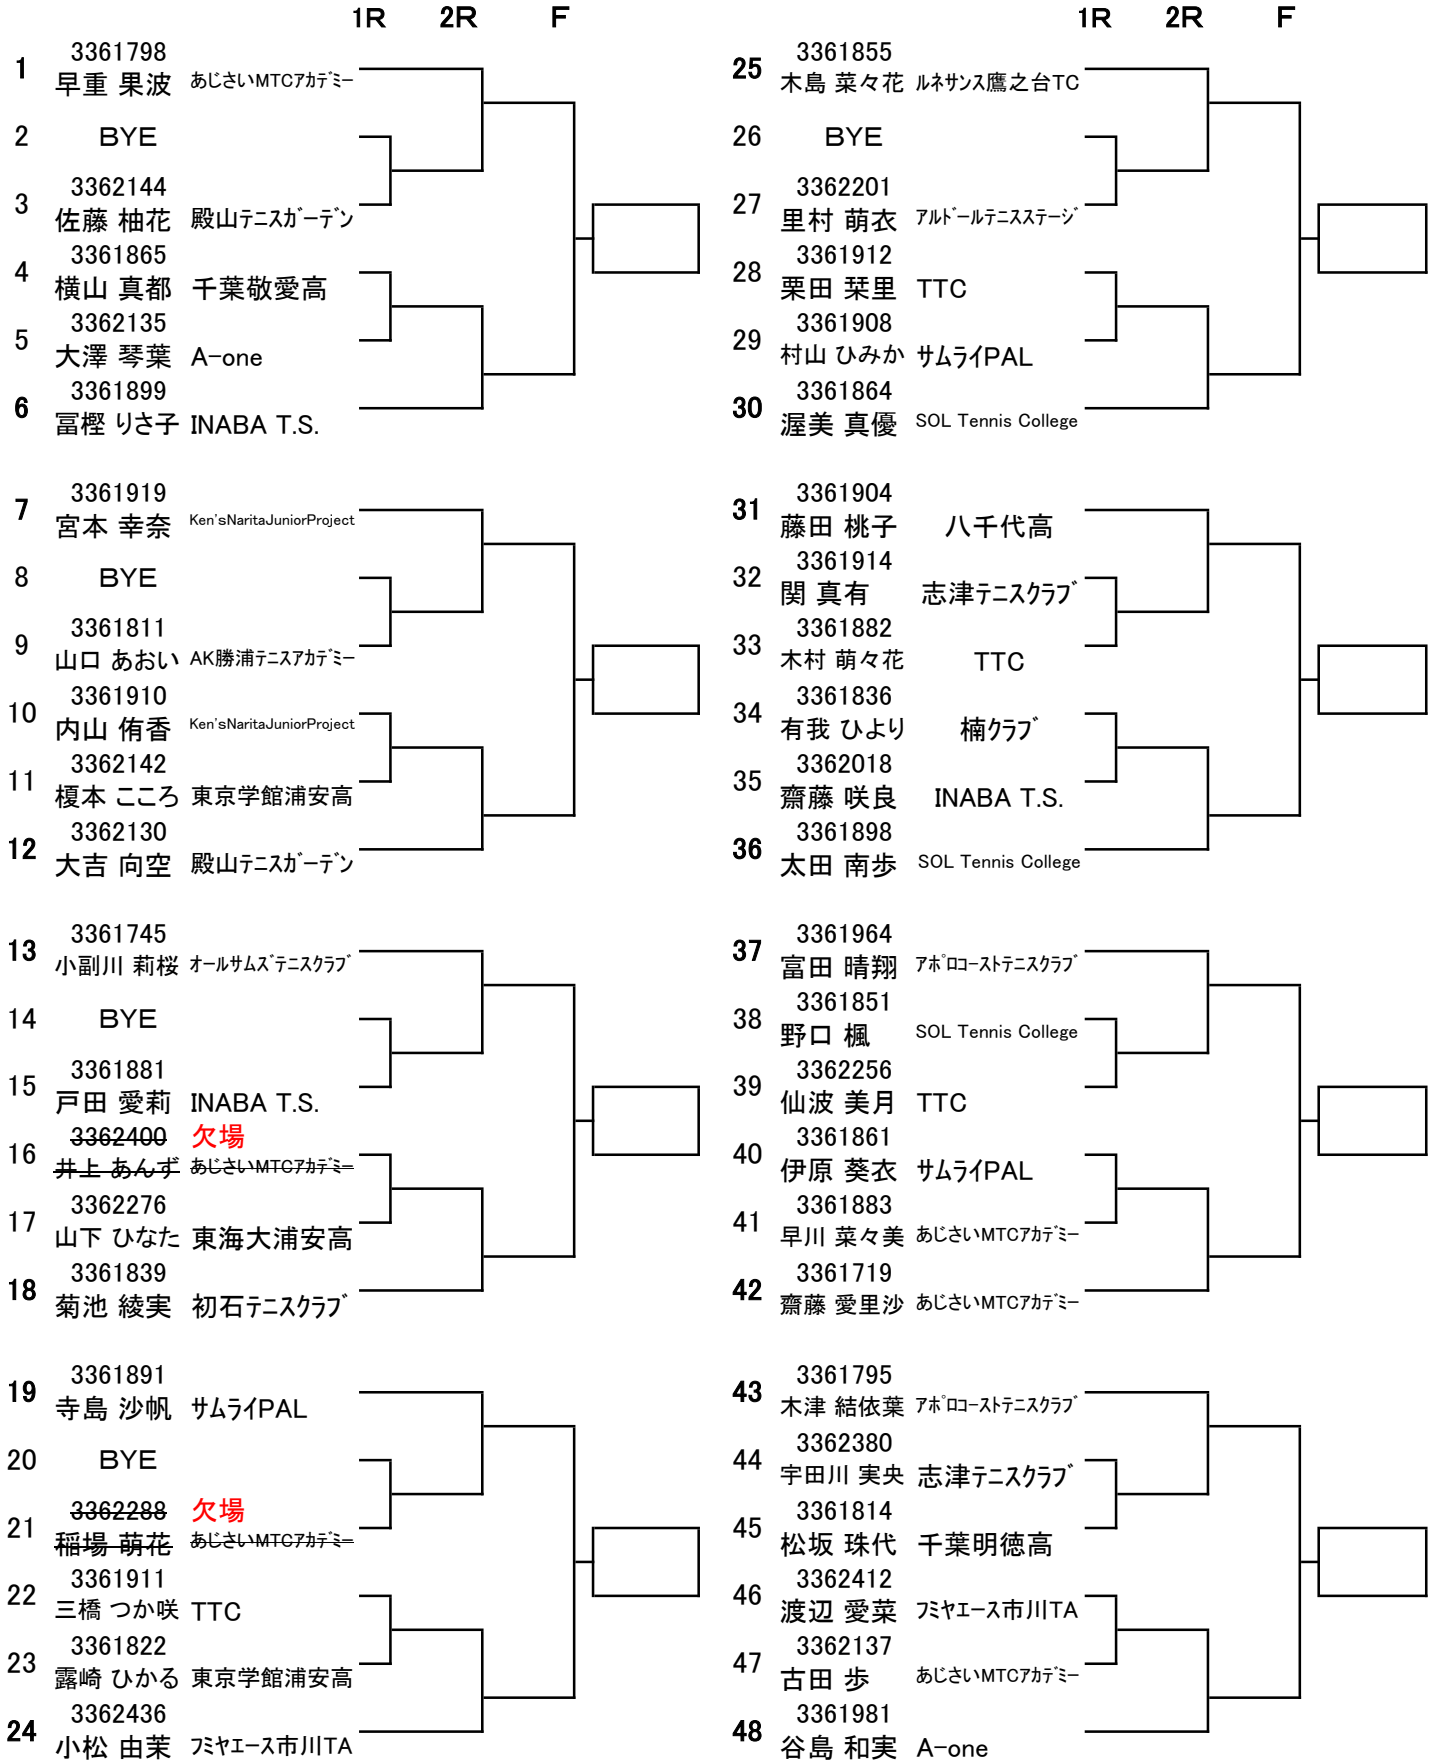 1R 2R F
3361798
1 早重 果波 あじさいMTCアカデミー
2 BYE
3362144
3 佐藤 柚花 殿山テニスガーデン
3361865
4 横山 真都 千葉敬愛高
3362135
5 大澤 琴葉 A-one
3361899
6 冨樫 りさ子 INABA T.S.
3361919
7 宮本 幸奈 Ken'sNaritaJuniorProject
8 BYE
3361811
9 山口 あおい AK勝浦テニスアカデミー
3361910
10 内山 侑香 Ken'sNaritaJuniorProject
3362142
11 榎本 こころ 東京学館浦安高
3362130
12 大吉 向空 殿山テニスガーデン
3361745
13 小副川 莉桜 オールサムズテニスクラブ
14 BYE
3361881
15 戸田 愛莉 INABA T.S.
3362400 欠場
16 井上 あんず あじさいMTCアカデミー
3362276
17 山下 ひなた 東海大浦安高
3361839
18 菊池 綾実 初石テニスクラブ
3361891
19 寺島 沙帆 サムライPAL
20 BYE
3362288 欠場
21 稲場 萌花 あじさいMTCアカデミー
3361911
22 三橋 つか咲 TTC
3361822
23 露崎 ひかる 東京学館浦安高
3362436
24 小松 由茉 フミヤエース市川TA
1R 2R F
3361855
25 木島 菜々花 ルネサンス鷹之台TC
26 BYE
3362201
27 里村 萌衣 アルドールテニスステージ
3361912
28 栗田 栞里 TTC
3361908
29 村山 ひみか サムライPAL
3361864
30 渥美 真優 SOL Tennis College
3361904
31 藤田 桃子 八千代高
3361914
32 関 真有 志津テニスクラブ
3361882
33 木村 萌々花 TTC
3361836
34 有我 ひより 楠クラブ
3362018
35 齋藤 咲良 INABA T.S.
3361898
36 太田 南歩 SOL Tennis College
3361964
37 富田 晴翔 アポロコーストテニスクラブ
3361851
38 野口 楓 SOL Tennis College
3362256
39 仙波 美月 TTC
3361861
40 伊原 葵衣 サムライPAL
3361883
41 早川 菜々美 あじさいMTCアカデミー
3361719
42 齋藤 愛里沙 あじさいMTCアカデミー
3361795
43 木津 結依葉 アポロコーストテニスクラブ
3362380
44 宇田川 実央 志津テニスクラブ
3361814
45 松坂 珠代 千葉明徳高
3362412
46 渡辺 愛菜 フミヤエース市川TA
3362137
47 古田 歩 あじさいMTCアカデミー
3361981
48 谷島 和実 A-one